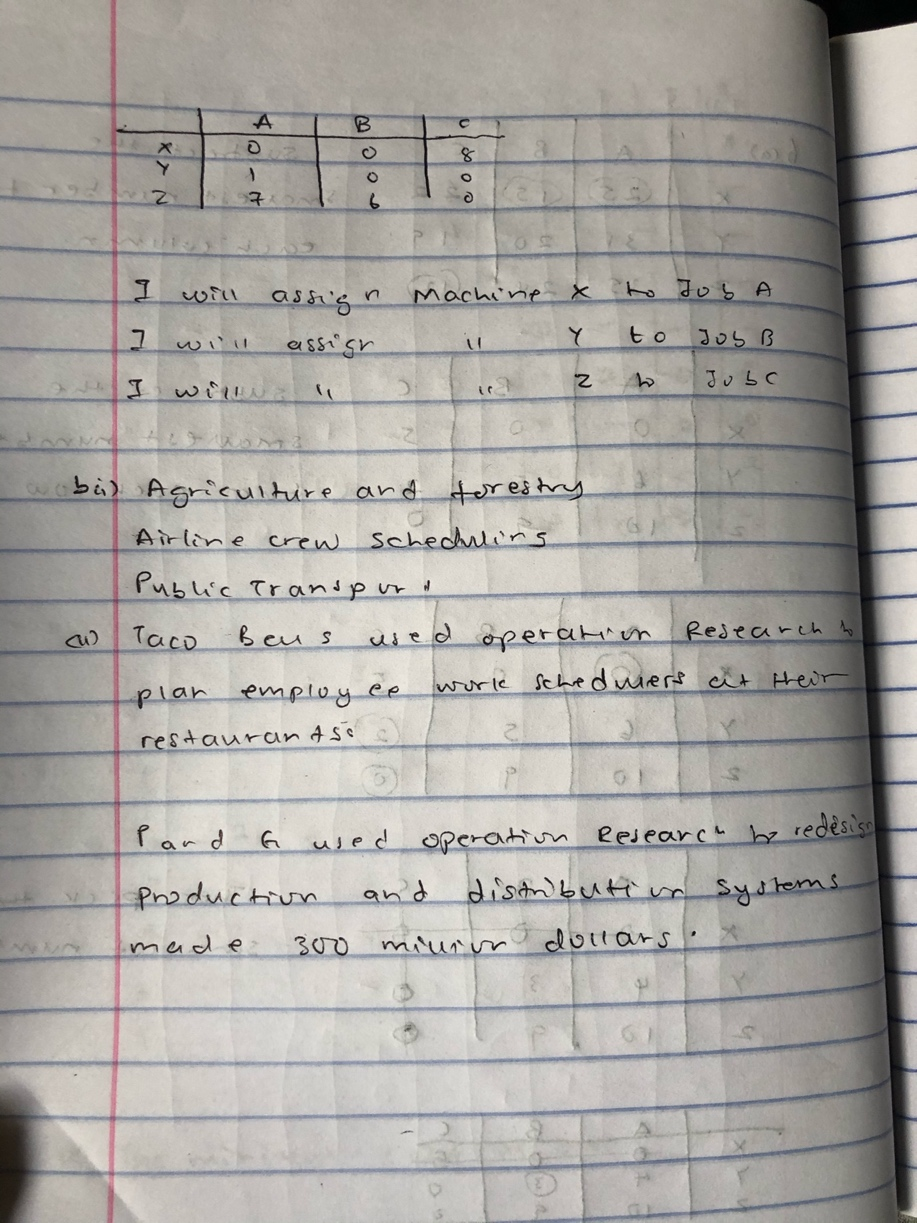 A B C
X 0 0 8
Y 1 0 0
Z 7 6 0
I will assign Machine X to Job A
I will assign " Y to Job B
I will " " Z to Job C
bii) Agriculture and forestry
Airline crew scheduling
Public Transport
Taco Bell used operation Research to
plan employee work at their
restaurants.
P and G used operation Research to redesign
production and distribution systems
made 300 million dollars.